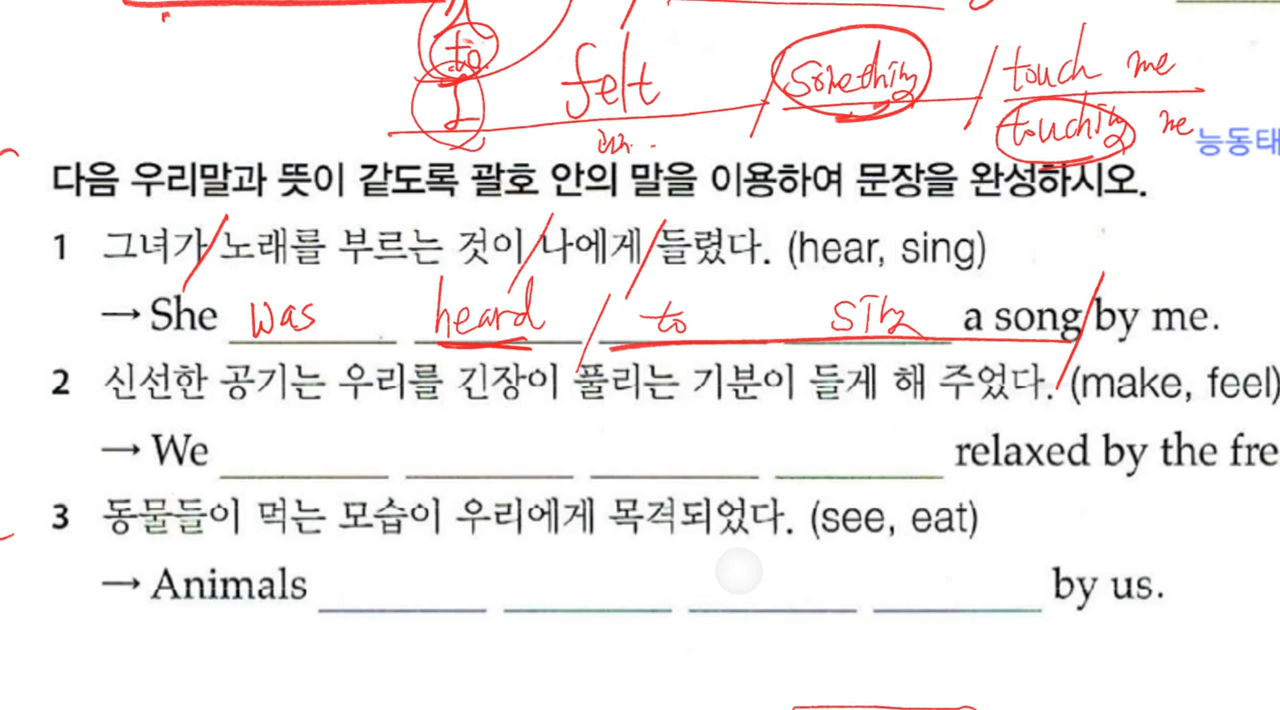 to
I felt / something / touch me
touching me
능동태
다음 우리말과 뜻이 같도록 괄호 안의 말을 이용하여 문장을 완성하시오.
1 그녀가 노래를 부르는 것이 나에게 들렸다. (hear, sing)
→ She was heard to sing a song by me.
2 신선한 공기는 우리를 긴장이 풀리는 기분이 들게 해 주었다. (make, feel)
→ We relaxed by the fre
3 동물들이 먹는 모습이 우리에게 목격되었다. (see, eat)
→ Animals by us.